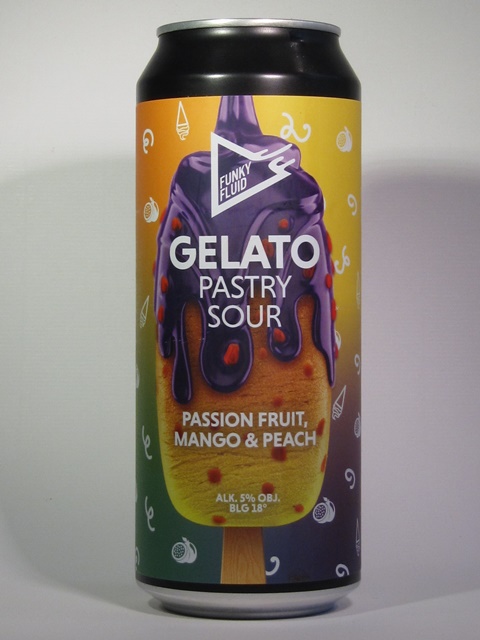 FUNKY
FLUID
GELATO
PASTRY
SOUR
PASSION FRUIT,
MANGO & PEACH
ALK. 5% OBJ.
BLG 18°